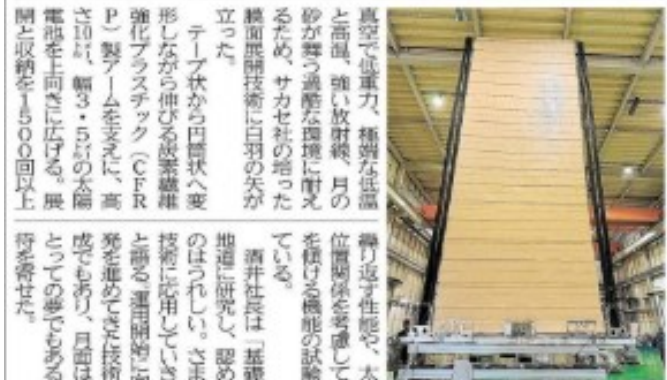 真空で低重力、極端な低温
と高温、強い放射線、月の
砂が舞う過酷な環境に耐え
るため、サカセ社の培った
膜面展開技術に白羽の矢が
立った。
テープ状から円筒状へ変
形しながら伸びる炭素繊維
強化プラスチック(CFR
P)製アームを支えに、高
さ10㍍、幅3・5㍍の太陽
電池を上向きに広げる。展
開と収納を1500回以上
繰り返す性能や、太
位置関係を考慮して
を傾ける機能の試験
ている。
酒井社長は「基礎
地道に研究し、認め
のはうれしい。さま
技術に応用していき
と語る。運用開始に
発を進めてきた技術
成でもあり、月面は
とっての夢でもある
待を寄せた。